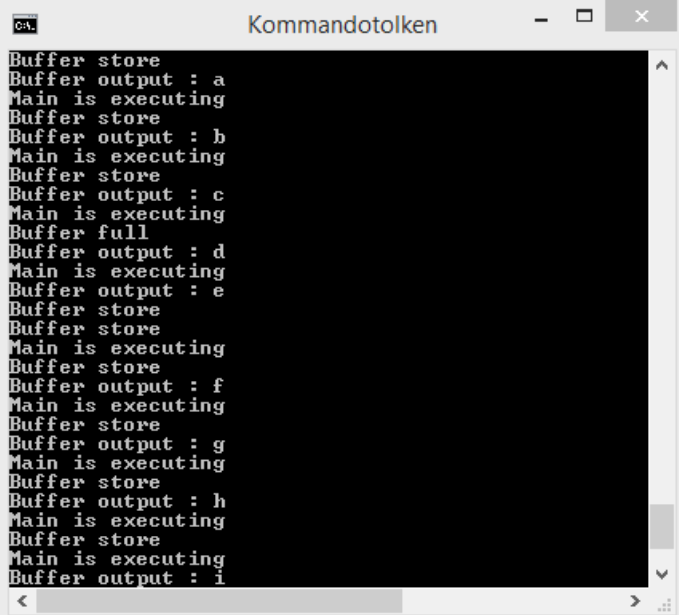 Kommandotolken
Buffer store
Buffer output : a
Main is executing
Buffer store
Buffer output : b
Main is executing
Buffer store
Buffer output : c
Main is executing
Buffer full
Buffer output : d
Main is executing
Buffer output : e
Buffer store
Buffer store
Main is executing
Buffer store
Buffer output : f
Main is executing
Buffer store
Buffer output : g
Main is executing
Buffer store
Buffer output : h
Main is executing
Buffer store
Main is executing
Buffer output : i